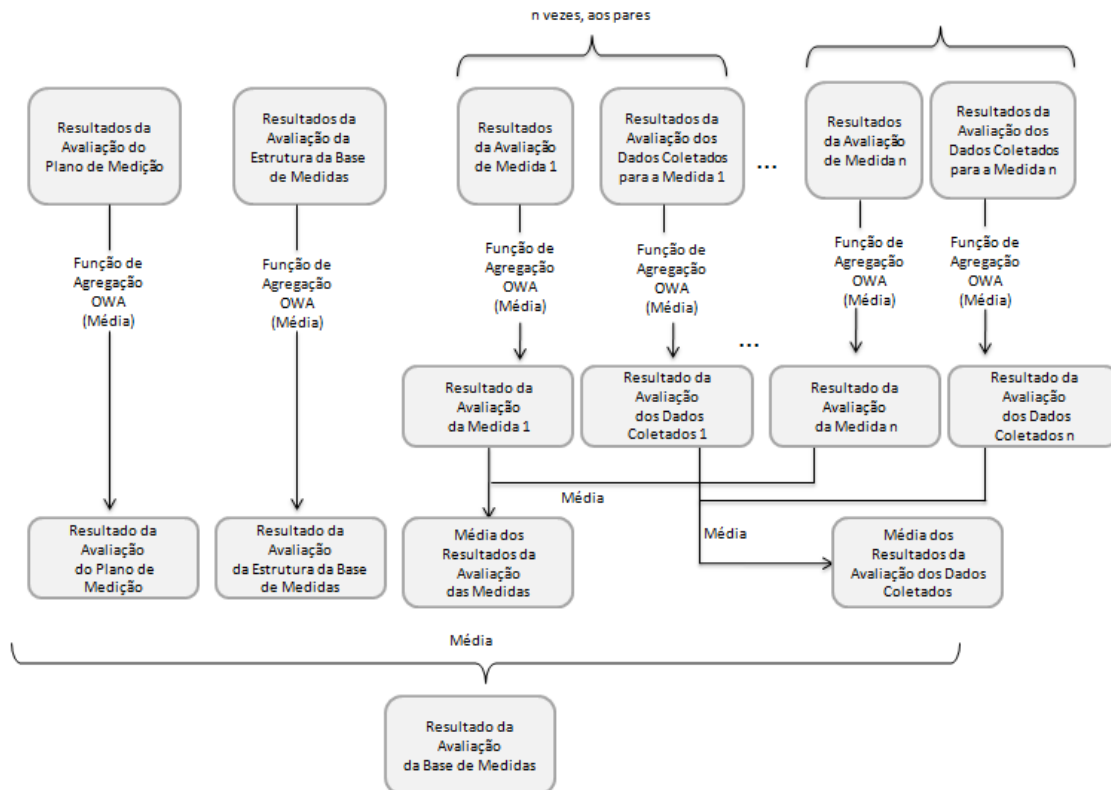 n vezes, aos pares
Resultados da
Avaliação do
Plano de Medição
Resultados da
Avaliação da
Estrutura da Base
de Medidas
Resultados
da Avaliação
de Medida 1
Resultados da
Avaliação dos
Dados Coletados
para a Medida 1
...
Resultados
da Avaliação
de Medida n
Resultados da
Avaliação dos
Dados Coletados
para a Medida n
Função de
Agregação
OWA
(Média)
Função de
Agregação
OWA
(Média)
Função de
Agregação
OWA
(Média)
Função de
Agregação
OWA
(Média)
Função de
Agregação
OWA
(Média)
Função de
Agregação
OWA
(Média)
...
Resultado da
Avaliação
da Medida 1
Resultado da
Avaliação
dos Dados
Coletados 1
Resultado da
Avaliação
da Medida n
Resultado da
Avaliação
dos Dados
Coletados n
Média
Média
Resultado da
Avaliação
do Plano de
Medição
Resultado da
Avaliação
da Estrutura da Base
de Medidas
Média dos
Resultados da
Avaliação
das Medidas
Média dos
Resultados da
Avaliação dos Dados
Coletados
Média
Resultado da
Avaliação
da Base de Medidas